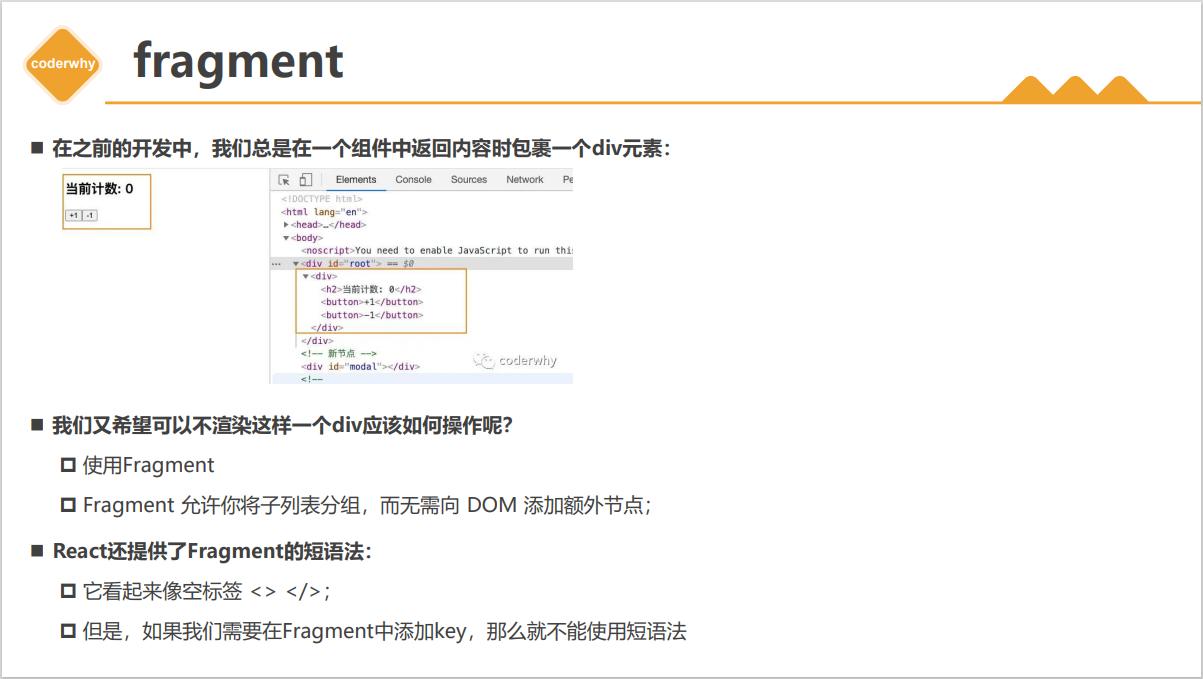 coderwhy
fragment
在之前的开发中，我们总是在一个组件中返回内容时包裹一个div元素：
当前计数: 0
+1 -1
Elements Console Sources Network Pe
<!DOCTYPE html>
<html lang="en">
▶<head>…</head>
▼<body>
<noscript>You need to enable JavaScript to run thi
… ▼<div id="root"> == $0
▼<div>
<h2>当前计数: 0</h2>
<button>+1</button>
<button>-1</button>
</div>
</div>
<!-- 新节点 -->
<div id="modal"></div>
<!--
coderwhy
我们又希望可以不渲染这样一个div应该如何操作呢？
使用Fragment
Fragment 允许你将子列表分组，而无需向 DOM 添加额外节点；
React还提供了Fragment的短语法：
它看起来像空标签 <> </>；
但是，如果我们需要在Fragment中添加key，那么就不能使用短语法